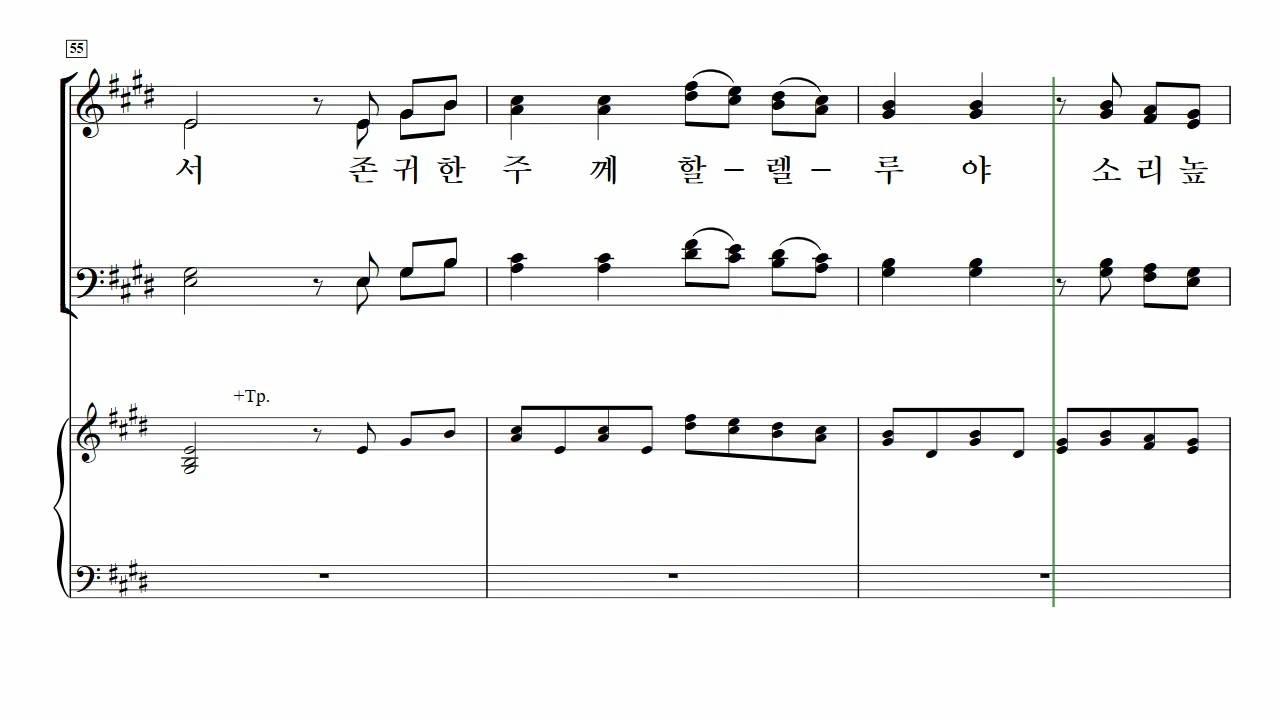 55
서 존 귀 한 주 께 할 – 렐 – 루 야 소 리 높
+Tp.